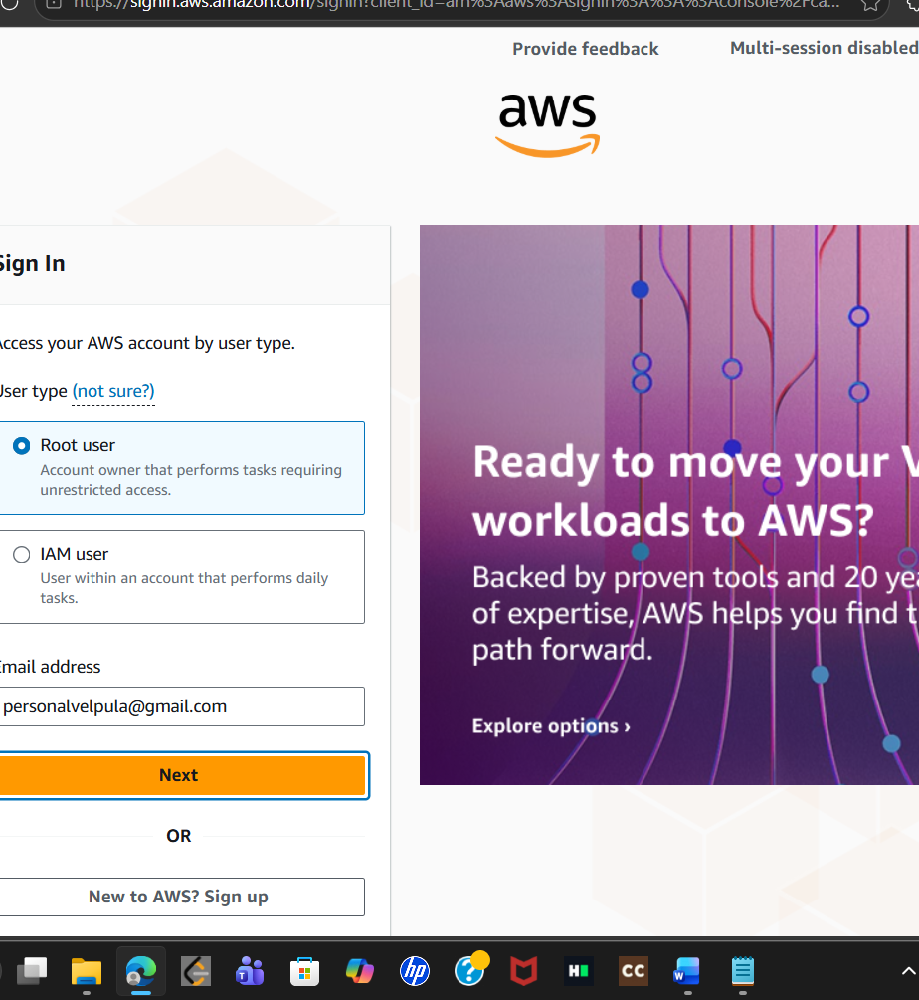 https://signin.aws.amazon.com/signin?client_id=arn%3Aaws%3Asignin%3A%3A%3Aconsole%2Fca...
Provide feedback
Multi-session disabled
aws
Sign In
Access your AWS account by user type.
User type (not sure?)
Root user
Account owner that performs tasks requiring
unrestricted access.
IAM user
User within an account that performs daily
tasks.
Email address
personalvelpula@gmail.com
Next
OR
New to AWS? Sign up
Ready to move your V
workloads to AWS?
Backed by proven tools and 20 yea
of expertise, AWS helps you find t
path forward.
Explore options ›
T
hp
?
H
CC
W